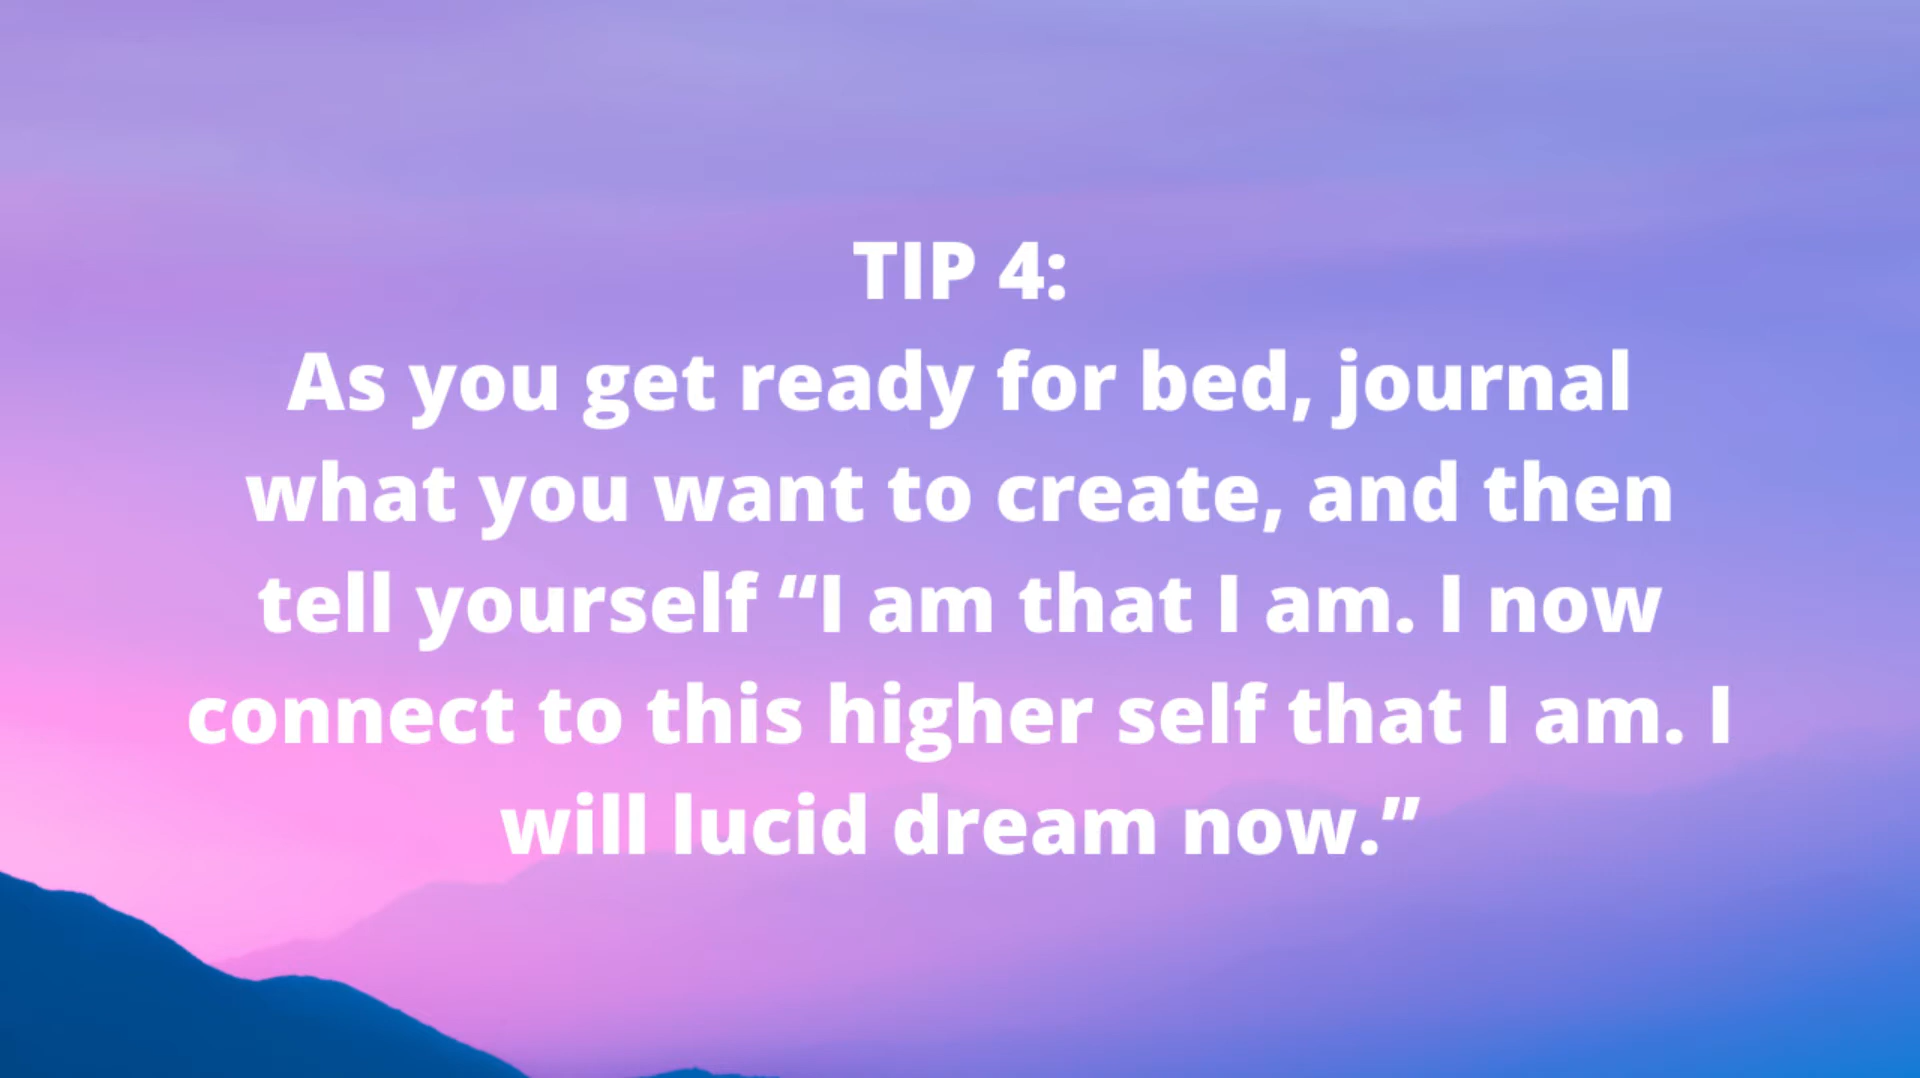 TIP 4:
As you get ready for bed, journal
what you want to create, and then
tell yourself “I am that I am. I now
connect to this higher self that I am. I
will lucid dream now.”